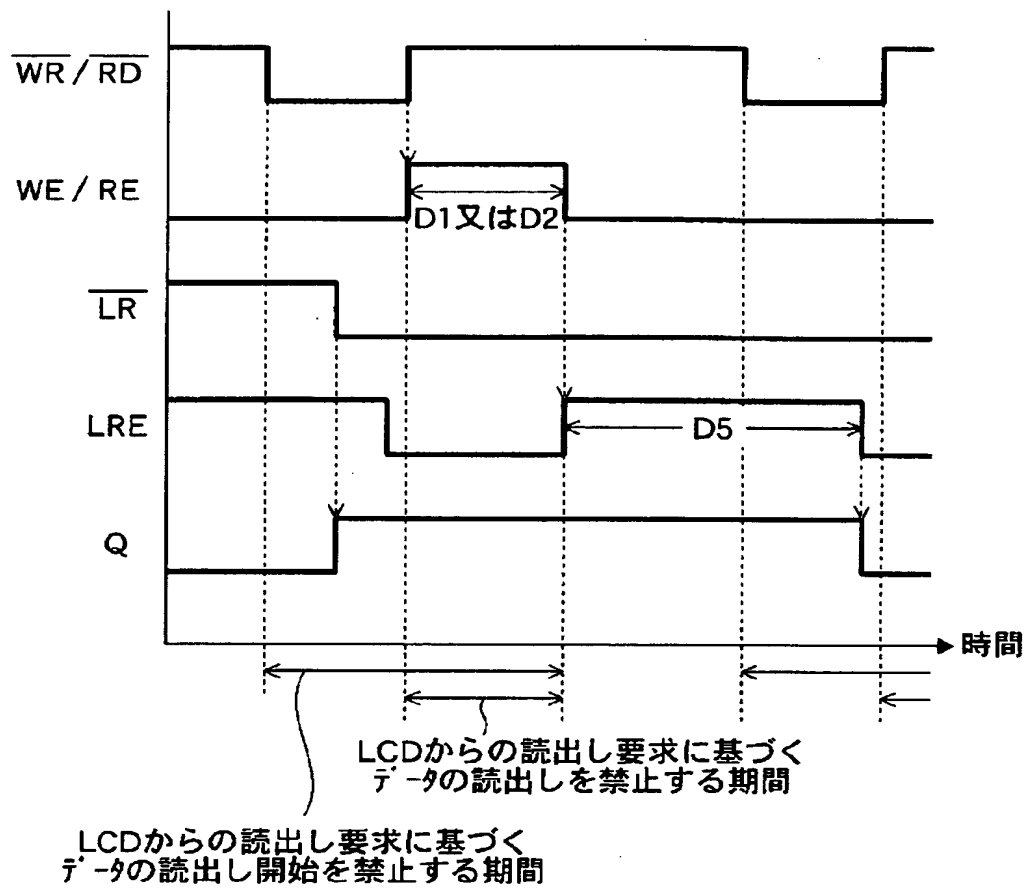 WR/RD
WE/RE
D1又はD2
LR
LRE
D5
Q
時間
LCDからの読出し要求に基づく
データの読出しを禁止する期間
LCDからの読出し要求に基づく
データの読出し開始を禁止する期間